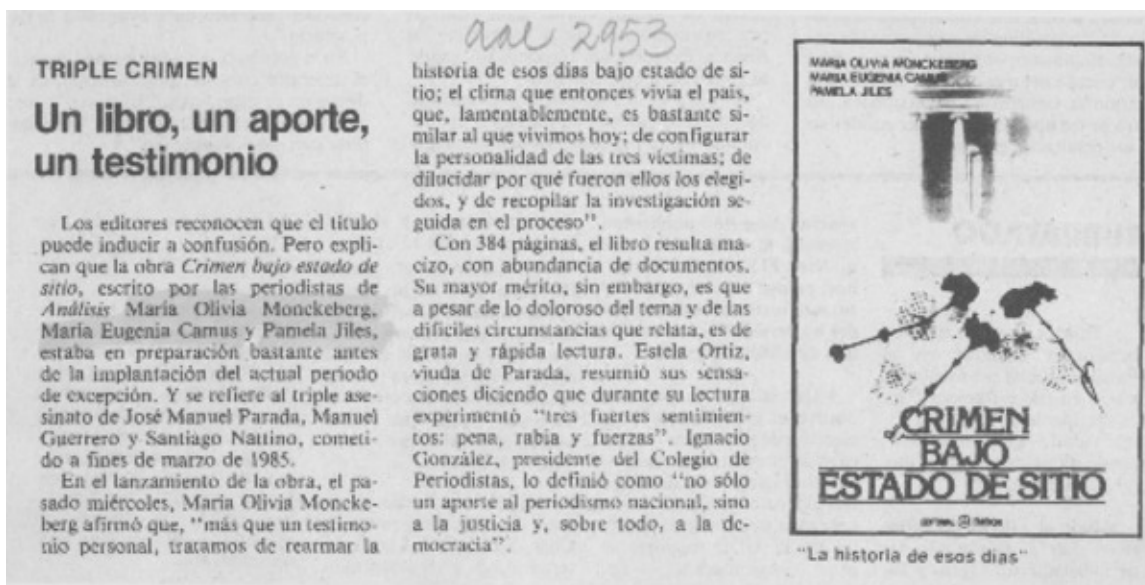 aae 2953
TRIPLE CRIMEN
Un libro, un aporte,
un testimonio
Los editores reconocen que el título
puede inducir a confusión. Pero expli-
can que la obra Crimen bajo estado de
sitio, escrito por las periodistas de
Análisis María Olivia Monckeberg,
María Eugenia Camus y Pamela Jiles,
estaba en preparación bastante antes
de la implantación del actual período
de excepción. Y se refiere al triple ase-
sinato de José Manuel Parada, Manuel
Guerrero y Santiago Nattino, cometi-
do a fines de marzo de 1985.
En el lanzamiento de la obra, el pa-
sado miércoles, María Olivia Moncke-
berg afirmó que, "más que un testimo-
nio personal, tratamos de rearmar la
historia de esos días bajo estado de si-
tio; el clima que entonces vivía el país,
que, lamentablemente, es bastante si-
milar al que vivimos hoy; de configurar
la personalidad de las tres víctimas; de
dilucidar por qué fueron ellos los elegi-
dos, y de recopilar la investigación se-
guida en el proceso".
Con 384 páginas, el libro resulta ma-
cizo, con abundancia de documentos.
Su mayor mérito, sin embargo, es que
a pesar de lo doloroso del tema y de las
difíciles circunstancias que relata, es de
grata y rápida lectura. Estela Ortiz,
viuda de Parada, resumió sus sensa-
ciones diciendo que durante su lectura
experimentó "tres fuertes sentimien-
tos: pena, rabia y fuerzas". Ignacio
González, presidente del Colegio de
Periodistas, lo definió como "no sólo
un aporte al periodismo nacional, sino
a la justicia y, sobre todo, a la de-
mocracia".
MARIA OLIVIA MONCKEBERG
MARIA EUGENIA CAMUS
PAMELA JILES
CRIMEN
BAJO
ESTADO DE SITIO
"La historia de esos días"